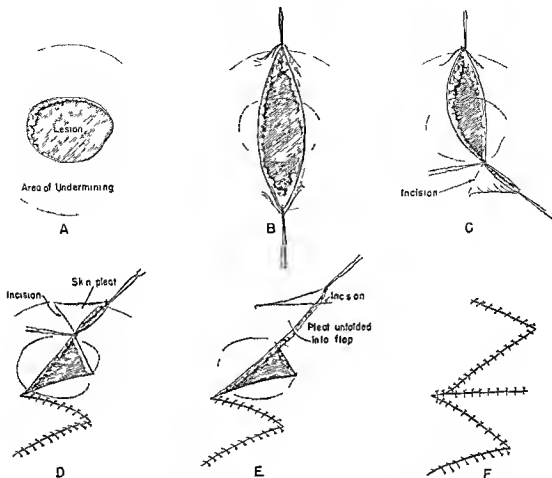 Lesion
Area of Undermining
A
B
Incision
C
Incision
Skin pleat
D
Incision
Pleat unfolded
into flap
E
F